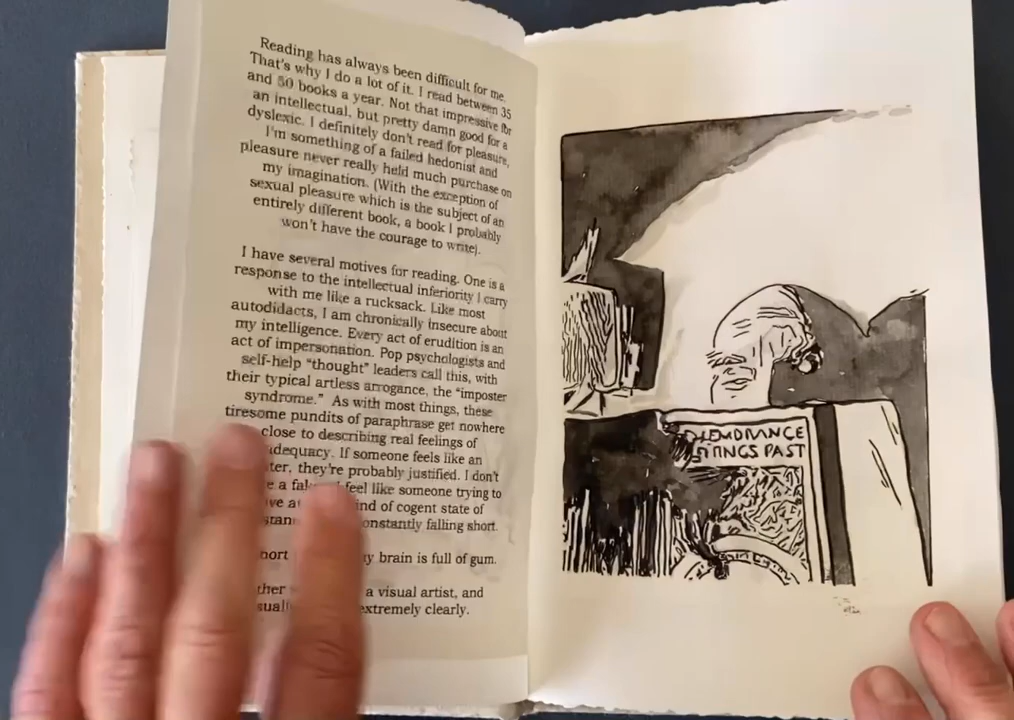 Reading has always been difficult for me.
That's why I do a lot of it. I read between 35
and 50 books a year. Not that impressive for
an intellectual, but pretty damn good for a
dyslexic. I definitely don't read for pleasure,
I'm something of a failed hedonist and
pleasure never really held much purchase on
my imagination. (With the exception of
sexual pleasure which is the subject of an
entirely different book, a book I probably
won't have the courage to write).
I have several motives for reading. One is a
response to the intellectual inferiority I carry
with me like a rucksack. Like most
autodidacts, I am chronically insecure about
my intelligence. Every act of erudition is an
act of impersonation. Pop psychologists and
self-help "thought" leaders call this, with
their typical artless arrogance, the "imposter
syndrome." As with most things, these
tiresome pundits of paraphrase get nowhere
close to describing real feelings of
If someone feels like an
they're probably justified. I don't
feel like someone trying to
of cogent state of
constantly falling short.
brain is full of gum.
a visual artist, and
extremely clearly.
THINGS PAST